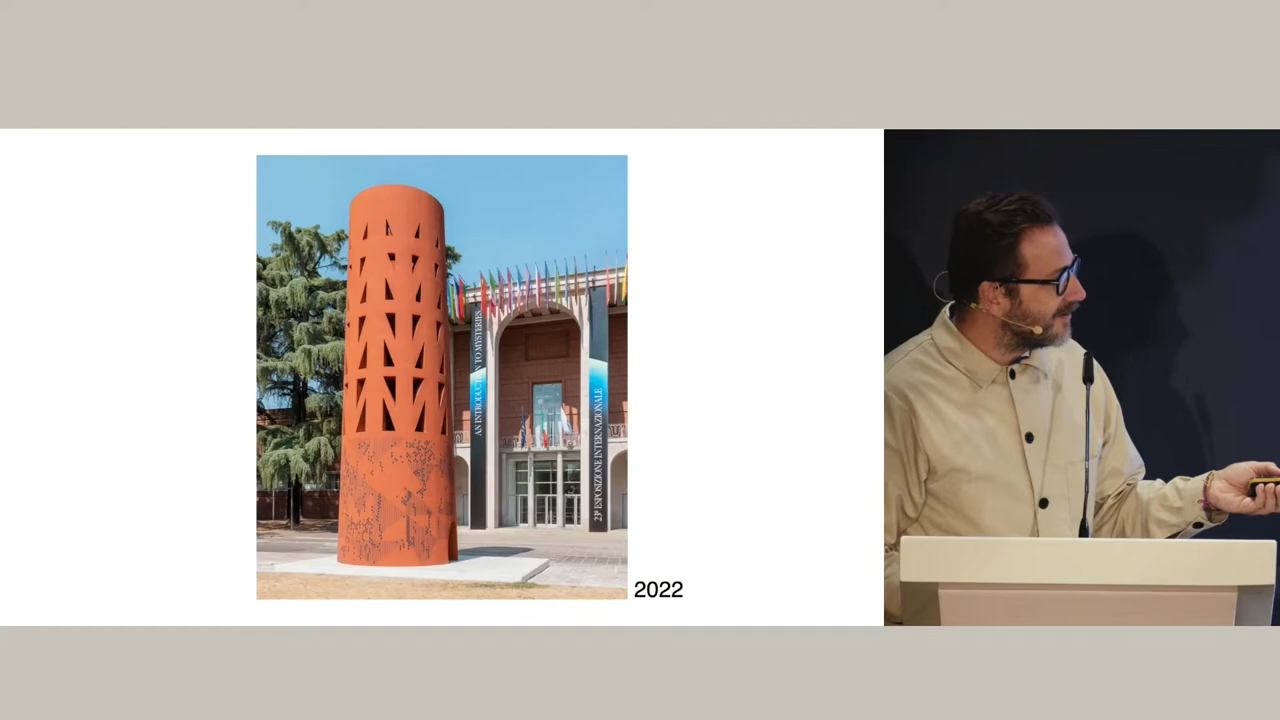 AN INTRODUCTION TO MYSTERIES
23ª ESPOSIZIONE INTERNAZIONALE
2022